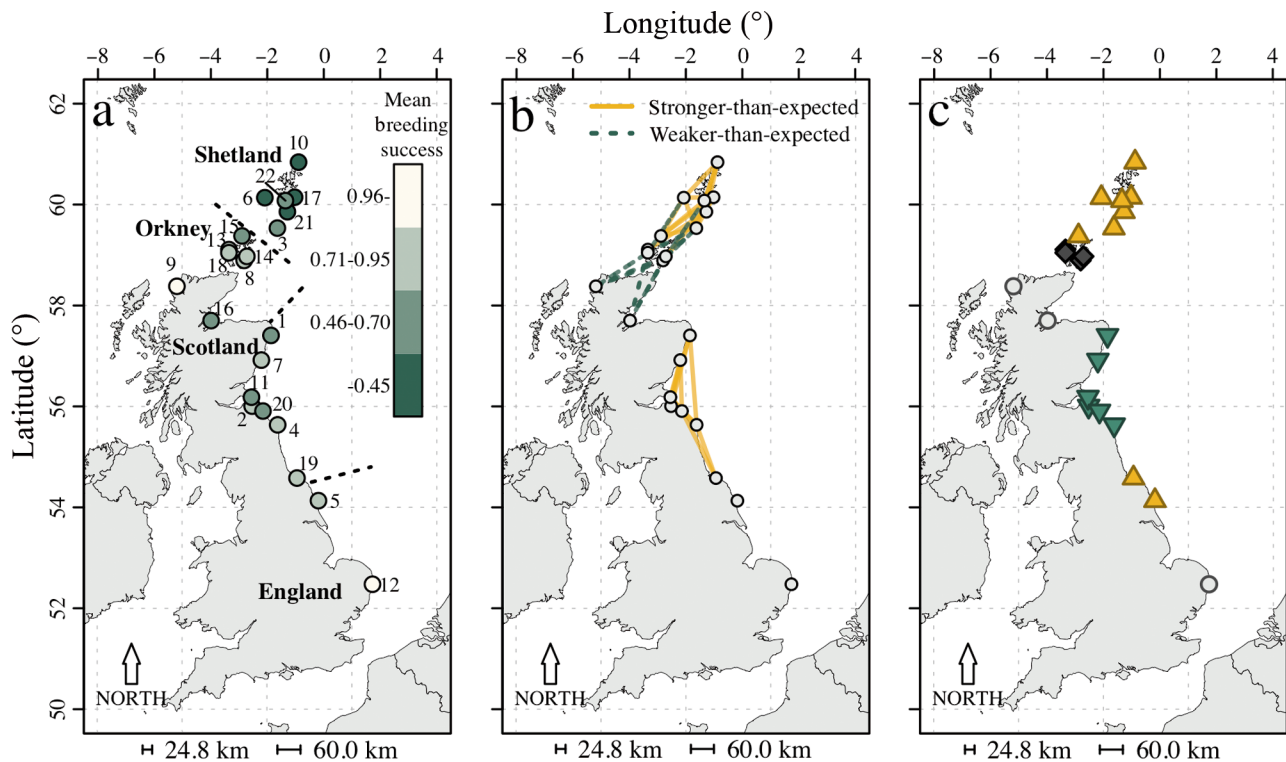 Longitude (°)
−6 −4 −2 0 2 4
−8 −6 −4 −2 0 2 4
−8 −6 −4 −2 0 2 4
−8
Latitude (°)
62
60
58
56
54
52
50
a
Mean
breeding
success
0.96-
0.71-0.95
0.46-0.70
-0.45
Shetland
Orkney
Scotland
England
10
22
6
17
21
15
3
13
14
18
8
9
16
1
7
11
2
20
4
19
5
12
NORTH
24.8 km 60.0 km
b
Stronger-than-expected
Weaker-than-expected
NORTH
24.8 km 60.0 km
c
NORTH
24.8 km 60.0 km